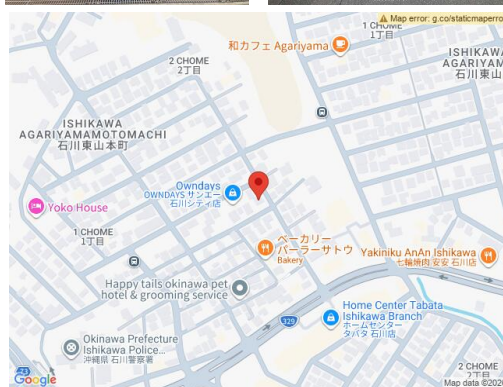 Map error: g.co/staticmaperro
1 CHOME
1丁目
和カフェ Agariyama
2 CHOME
2丁目
ISHIKAWA
AGARIYAM
石川東山
ISHIKAWA
AGARIYAMAMOTOMACHI
石川東山本町
Owndays
OWNDAYS サンエー
石川シティ店
Yoko House
1 CHOME
1丁目
ベーカリー
パーラーサトウ
Bakery
Yakiniku AnAn Ishikawa
七輪焼肉 安安 石川店
Happy tails okinawa pet
hotel & grooming service
329
Home Center Tabata
Ishikawa Branch
ホームセンター
タバタ 石川店
Okinawa Prefecture
Ishikawa Police...
沖縄県 石川警察署
73
2 CHOME
2丁目
Google
Map data ©202